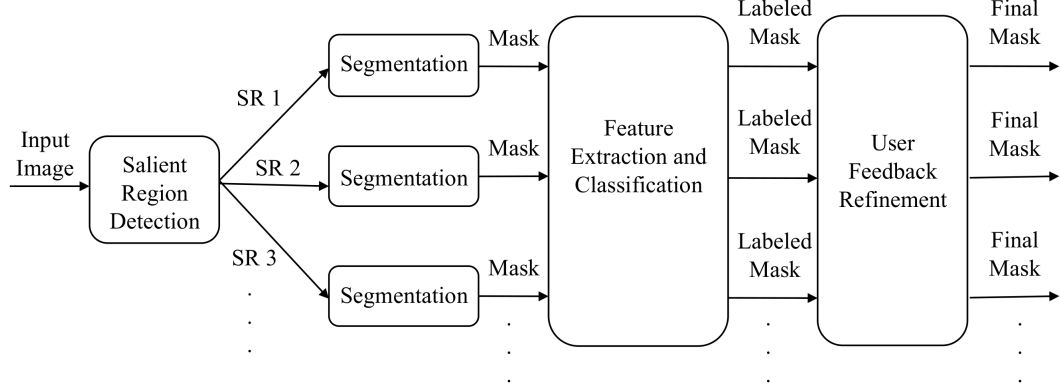 Input
Image
Salient
Region
Detection
SR 1
SR 2
SR 3
Segmentation
Segmentation
Segmentation
Mask
Mask
Mask
Feature
Extraction and
Classification
Labeled
Mask
Labeled
Mask
Labeled
Mask
User
Feedback
Refinement
Final
Mask
Final
Mask
Final
Mask